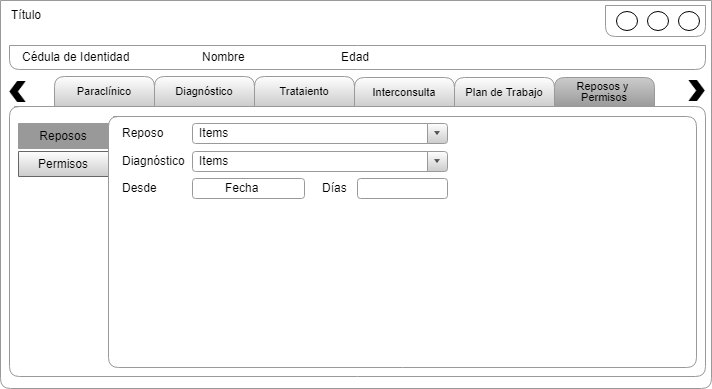 Título
Cédula de Identidad Nombre Edad
Paraclínico Diagnóstico Trataiento Interconsulta Plan de Trabajo Reposos y
Permisos
Reposos
Permisos
Reposo Items
Diagnóstico Items
Desde Fecha Días